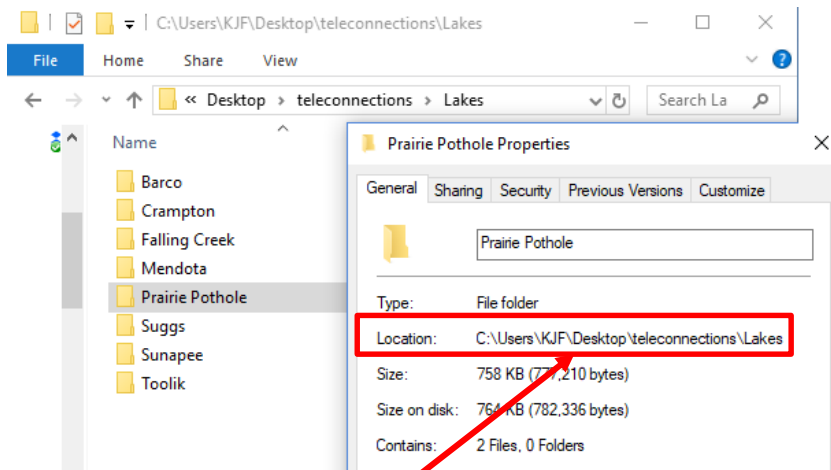 C:\Users\KJF\Desktop\teleconnections\Lakes
File Home Share View
« Desktop › teleconnections › Lakes Search La
Name
Barco
Crampton
Falling Creek
Mendota
Prairie Pothole
Suggs
Sunapee
Toolik
Prairie Pothole Properties
General Sharing Security Previous Versions Customize
Prairie Pothole
Type: File folder
Location: C:\Users\KJF\Desktop\teleconnections\Lakes
Size: 758 KB (777,210 bytes)
Size on disk: 764 KB (782,336 bytes)
Contains: 2 Files, 0 Folders